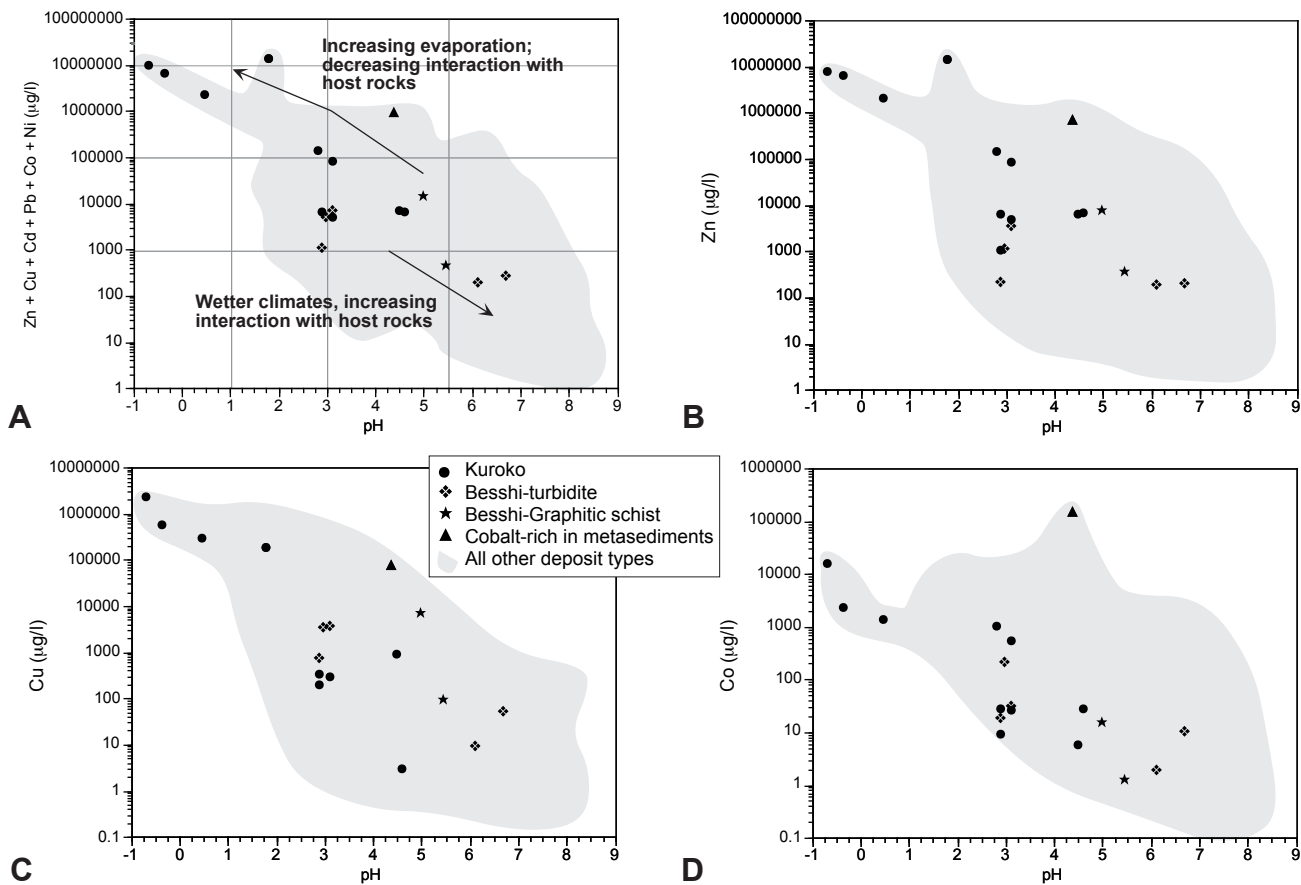 100000000
10000000
1000000
100000
10000
1000
100
10
1
Zn + Cu + Cd + Pb + Co + Ni (µg/l)
Increasing evaporation;
decreasing interaction with
host rocks
Wetter climates, increasing
interaction with host rocks
-1 0 1 2 3 4 5 6 7 8 9
pH
A
100000000
10000000
1000000
100000
10000
1000
100
10
1
Zn (µg/l)
-1 0 1 2 3 4 5 6 7 8 9
pH
B
10000000
1000000
100000
10000
1000
100
10
1
0.1
Cu (µg/l)
Kuroko
Besshi-turbidite
Besshi-Graphitic schist
Cobalt-rich in metasediments
All other deposit types
-1 0 1 2 3 4 5 6 7 8 9
pH
C
1000000
100000
10000
1000
100
10
1
0.1
Co (µg/l)
-1 0 1 2 3 4 5 6 7 8 9
pH
D